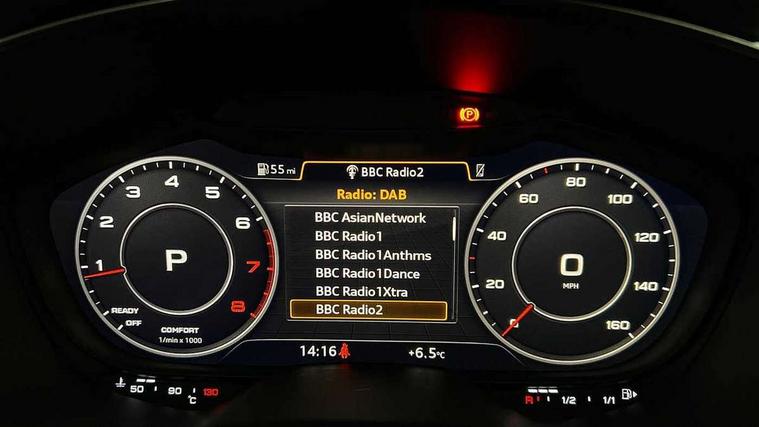 P
55 mi
BBC Radio2
Radio: DAB
BBC AsianNetwork
BBC Radio1
BBC Radio1Anthms
BBC Radio1Dance
BBC Radio1Xtra
BBC Radio2
1 2 3 4 5 6 7 8
P
READY
OFF
COMFORT
1/min x 1000
20 40 60 80 100 120 140 160
0
MPH
14:16
+6.5°C
50 90 130
°C
R 1/2 1/1